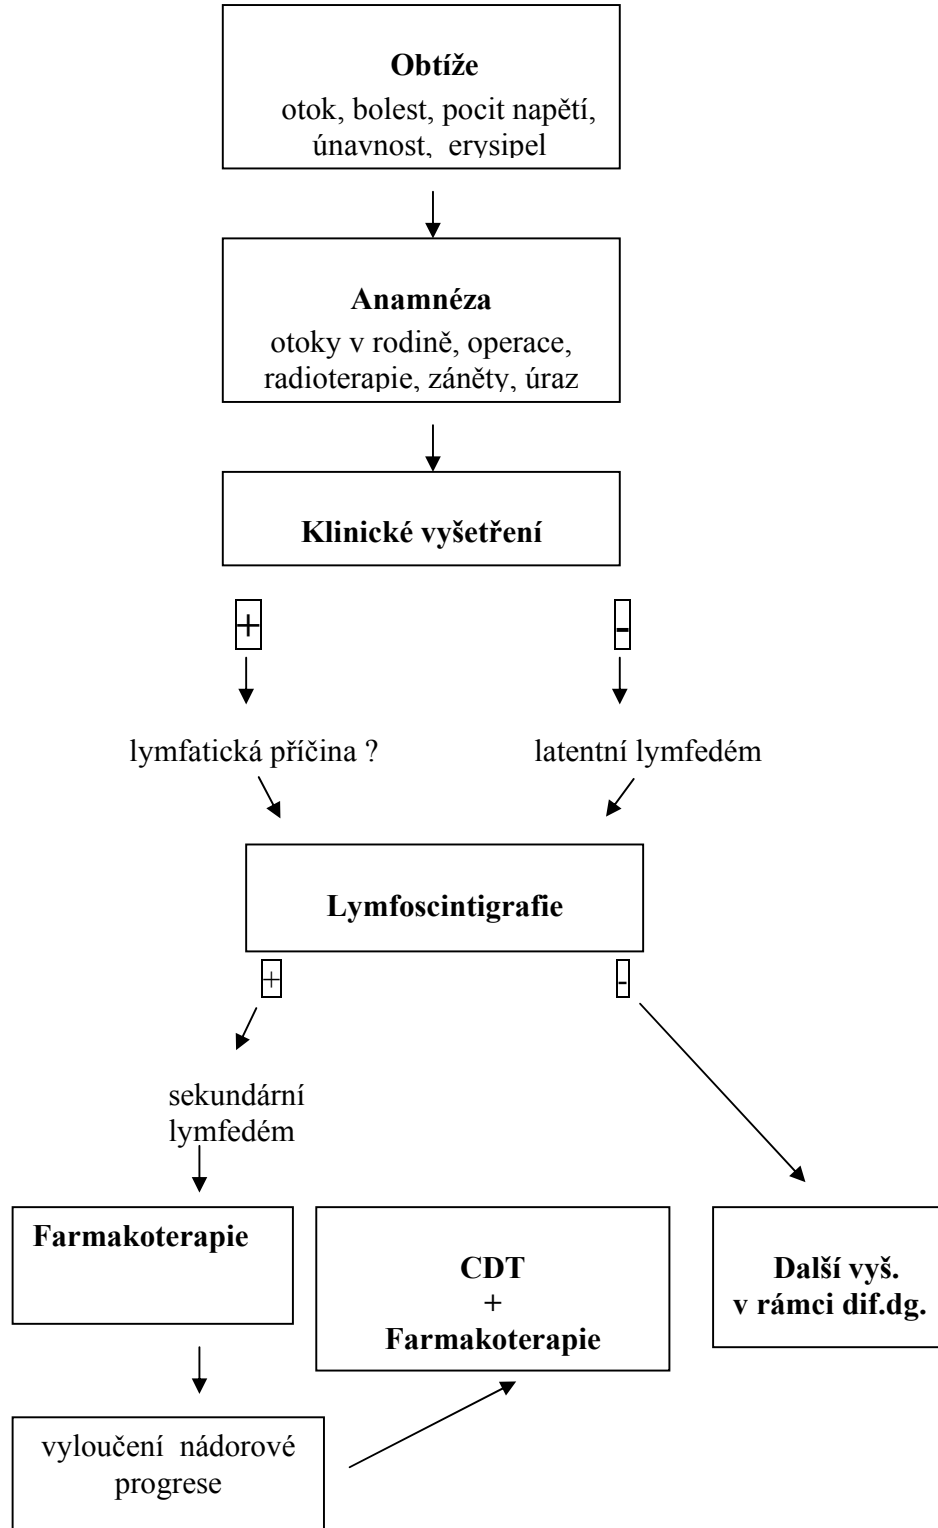 Obtíže
otok, bolest, pocit napětí,
únavnost, erysipel
Anamnéza
otoky v rodině, operace,
radioterapie, záněty, úraz
Klinické vyšetření
+
-
lymfatická příčina ?
latentní lymfedém
Lymfoscintigrafie
+
-
sekundární
lymfedém
Farmakoterapie
CDT
+
Farmakoterapie
Další vyš.
v rámci dif.dg.
vyloučení nádorové
progrese